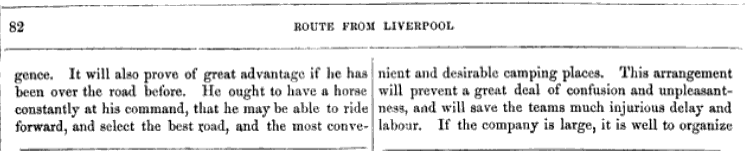 82
ROUTE FROM LIVERPOOL
gence. It will also prove of great advantage if he has
been over the road before. He ought to have a horse
constantly at his command, that he may be able to ride
forward, and select the best road, and the most conve-
nient and desirable camping places. This arrangement
will prevent a great deal of confusion and unpleasant-
ness, and will save the teams much injurious delay and
labour. If the company is large, it is well to organize